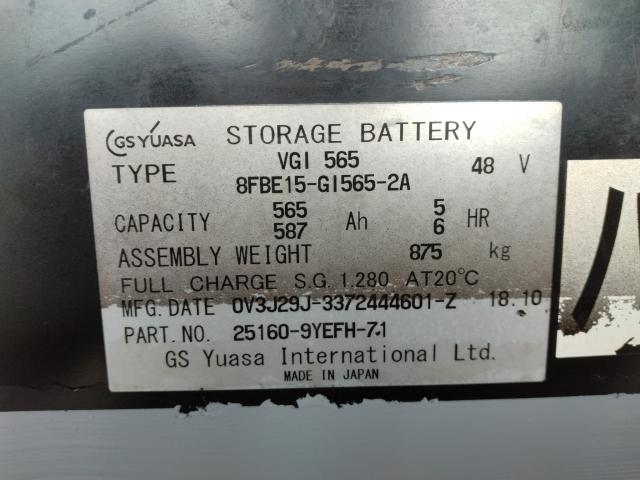 GS YUASA STORAGE BATTERY
TYPE VGI 565 48 V
8FBE15-GI565-2A
CAPACITY 565 Ah 5 HR
587 6
ASSEMBLY WEIGHT 875 kg
FULL CHARGE S.G. 1.280 AT20℃
MFG. DATE 0V3J29J-3372444601-Z 18.10
PART. NO. 25160-9YEFH-71
GS Yuasa International Ltd.
MADE IN JAPAN